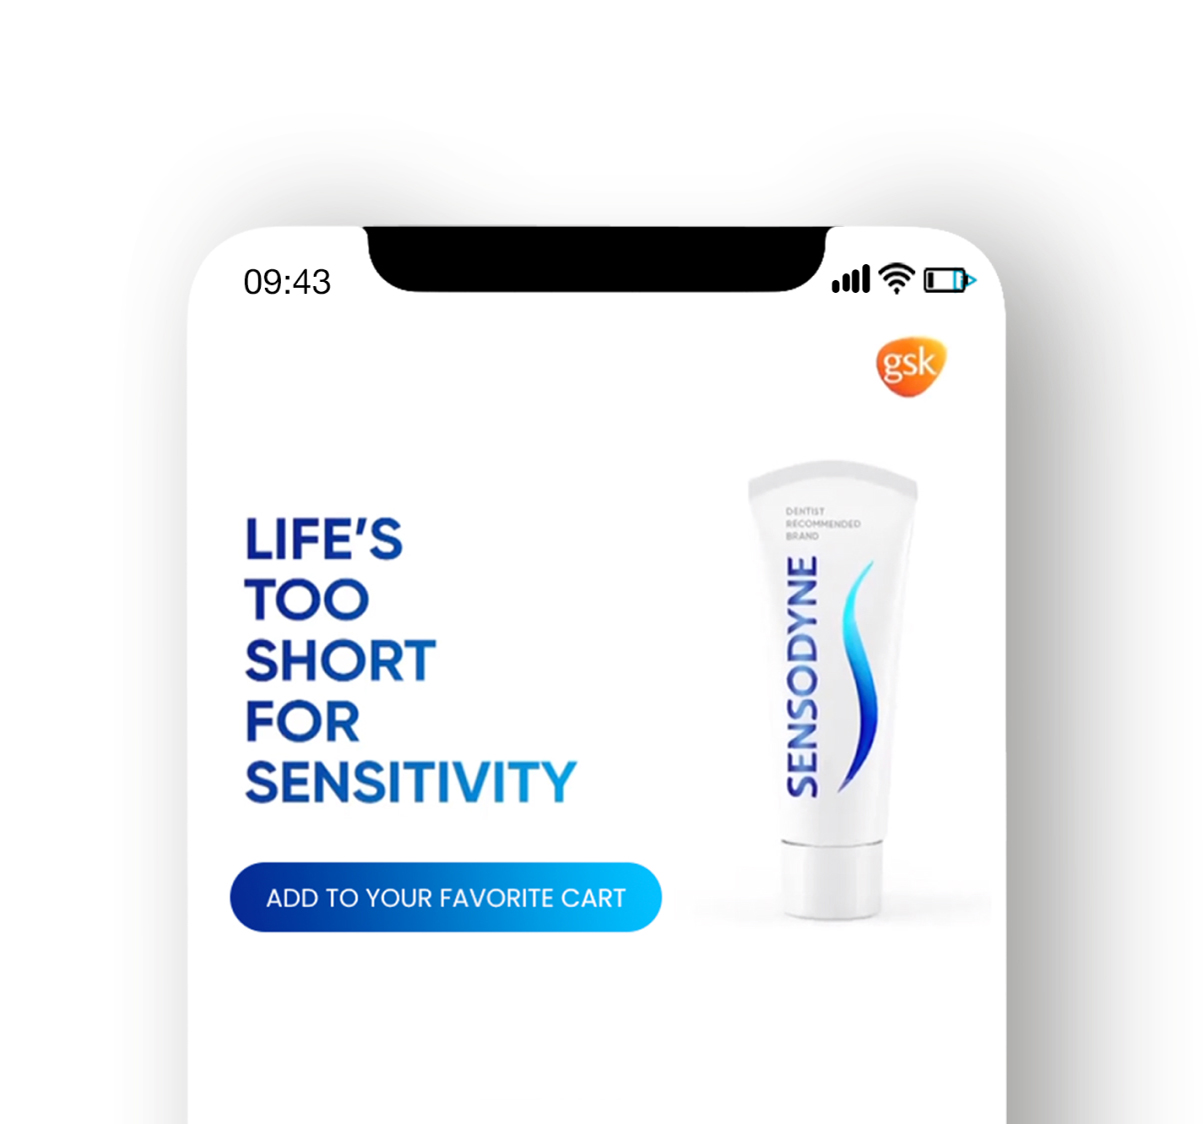 09:43
gsk
LIFE'S
TOO
SHORT
FOR
SENSITIVITY
ADD TO YOUR FAVORITE CART
DENTIST
RECOMMENDED
BRAND
SENSODYNE